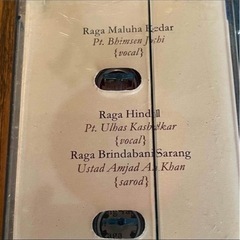 Raga Maluha Kedar
Pt. Bhimsen Joshi
{vocal}
Raga Hindol
Pt. Ulhas Kashalkar
{vocal}
Raga Brindabani Sarang
Ustad Amjad Ali Khan
{sarod}